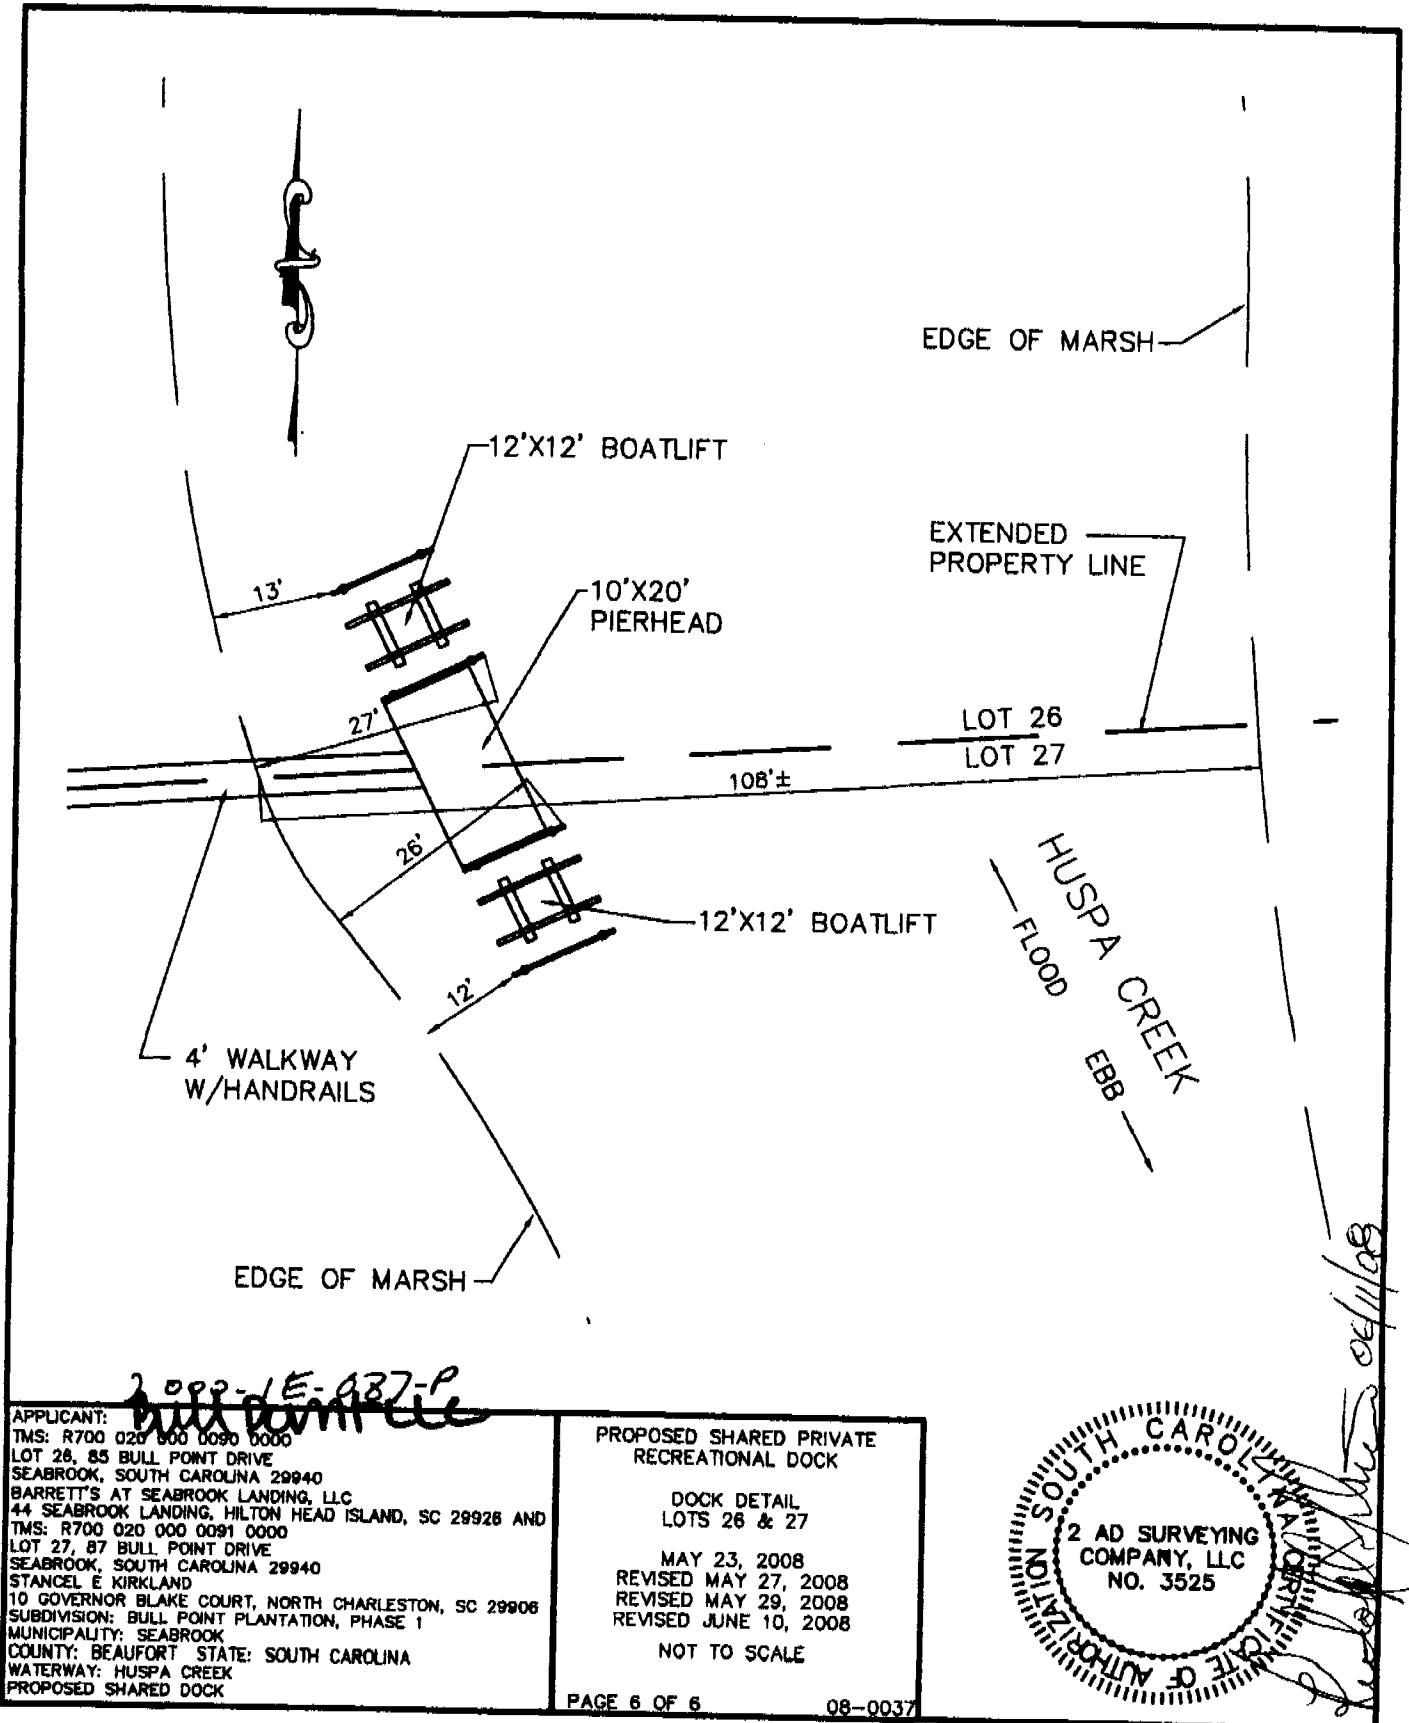 EDGE OF MARSH
12'X12' BOATLIFT
EXTENDED
PROPERTY LINE
13'
10'X20'
PIERHEAD
27'
LOT 26
LOT 27
108'±
26'
HUSPA CREEK
FLOOD
EBB
12'X12' BOATLIFT
12'
4' WALKWAY
W/HANDRAILS
EDGE OF MARSH
Bull Point LLC
APPLICANT:
TMS: R700 020 000 0090 0000
LOT 26, 85 BULL POINT DRIVE
SEABROOK, SOUTH CAROLINA 29940
BARRETT'S AT SEABROOK LANDING, LLC
44 SEABROOK LANDING, HILTON HEAD ISLAND, SC 29926 AND
TMS: R700 020 000 0091 0000
LOT 27, 87 BULL POINT DRIVE
SEABROOK, SOUTH CAROLINA 29940
STANCEL E KIRKLAND
10 GOVERNOR BLAKE COURT, NORTH CHARLESTON, SC 29906
SUBDIVISION: BULL POINT PLANTATION, PHASE 1
MUNICIPALITY: SEABROOK
COUNTY: BEAUFORT STATE: SOUTH CAROLINA
WATERWAY: HUSPA CREEK
PROPOSED SHARED DOCK
PROPOSED SHARED PRIVATE
RECREATIONAL DOCK
DOCK DETAIL
LOTS 26 & 27
MAY 23, 2008
REVISED MAY 27, 2008
REVISED MAY 29, 2008
REVISED JUNE 10, 2008
NOT TO SCALE
PAGE 6 OF 6 08-0037
SOUTH CAROLINA
CERTIFICATE OF AUTHORIZATION
2 AD SURVEYING
COMPANY, LLC
NO. 3525
06/11/08